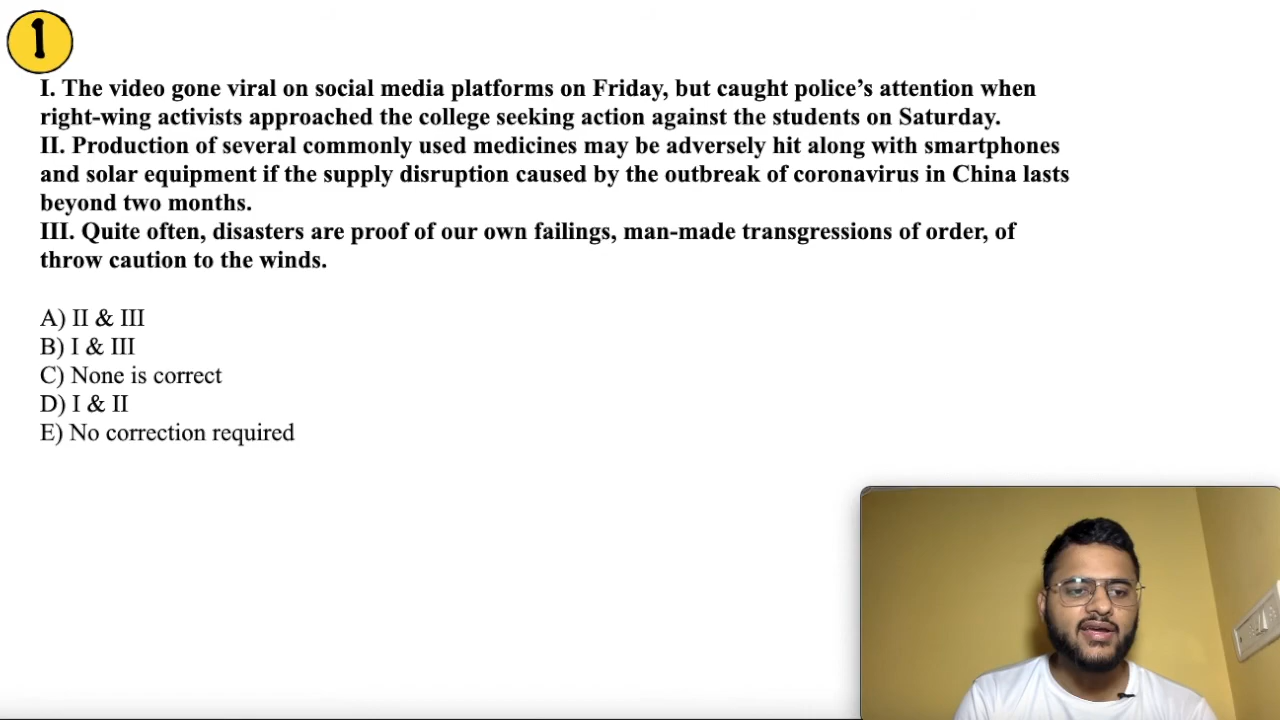 1
I. The video gone viral on social media platforms on Friday, but caught police’s attention when
right-wing activists approached the college seeking action against the students on Saturday.
II. Production of several commonly used medicines may be adversely hit along with smartphones
and solar equipment if the supply disruption caused by the outbreak of coronavirus in China lasts
beyond two months.
III. Quite often, disasters are proof of our own failings, man-made transgressions of order, of
throw caution to the winds.
A) II & III
B) I & III
C) None is correct
D) I & II
E) No correction required